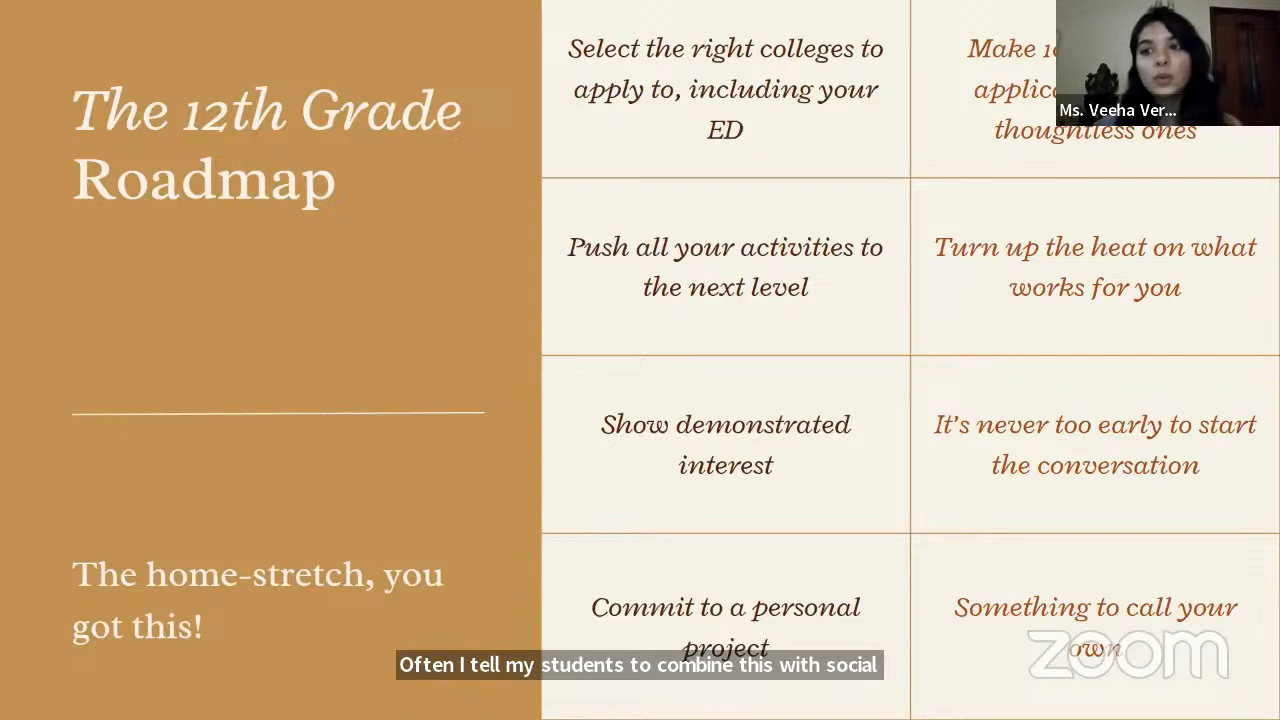 The 12th Grade
Roadmap
The home-stretch, you
got this!
Select the right colleges to
apply to, including your
ED
Make
thoughtless ones
Push all your activities to
the next level
Turn up the heat on what
works for you
Show demonstrated
interest
It's never too early to start
the conversation
Commit to a personal
project
Something to call your
own
Ms. Veeha Ver...
Often I tell my students to combine this with social
zoom